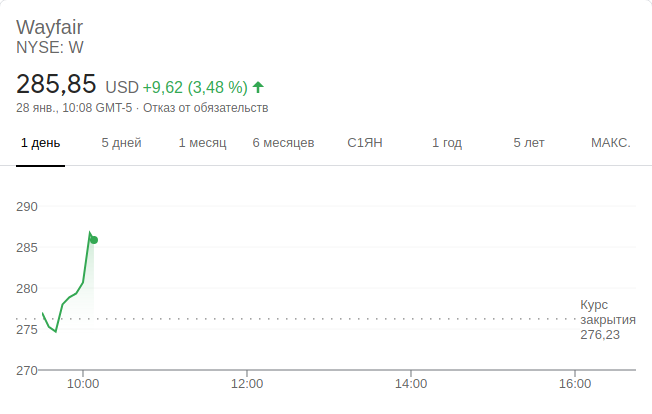 Wayfair
NYSE: W
285,85 USD +9,62 (3,48 %)
28 янв., 10:08 GMT-5 · Отказ от обязательств
1 день 5 дней 1 месяц 6 месяцев С1ЯН 1 год 5 лет МАКС.
290
285
280
275
270
Курс
закрытия
276,23
10:00 12:00 14:00 16:00